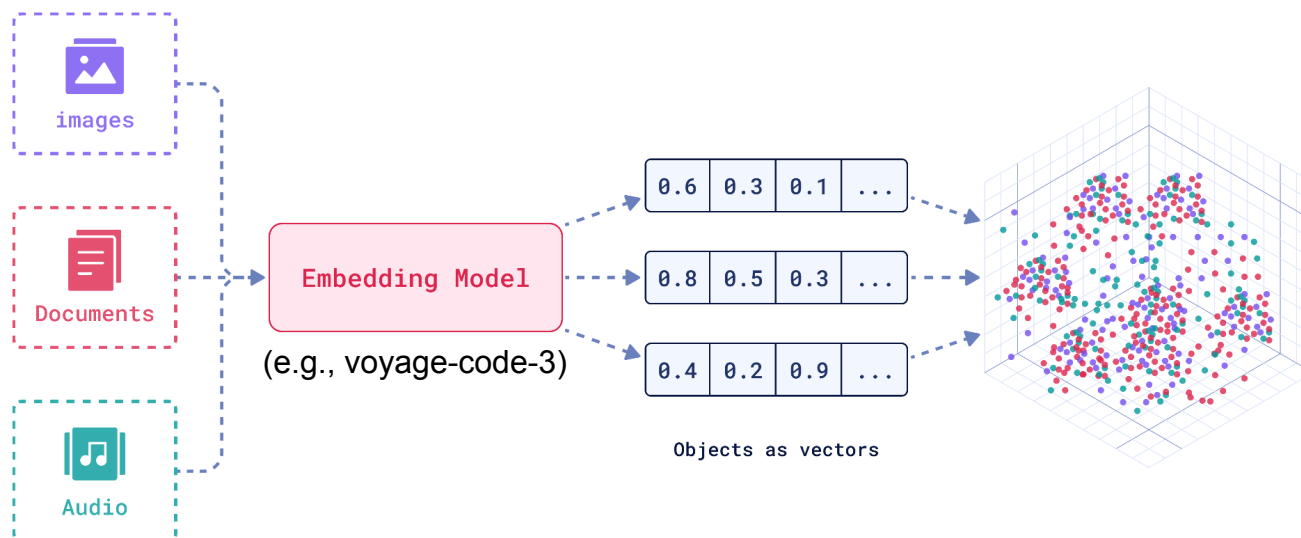 images
Documents
Audio
Embedding Model
(e.g., voyage-code-3)
0.6 0.3 0.1 ...
0.8 0.5 0.3 ...
0.4 0.2 0.9 ...
Objects as vectors